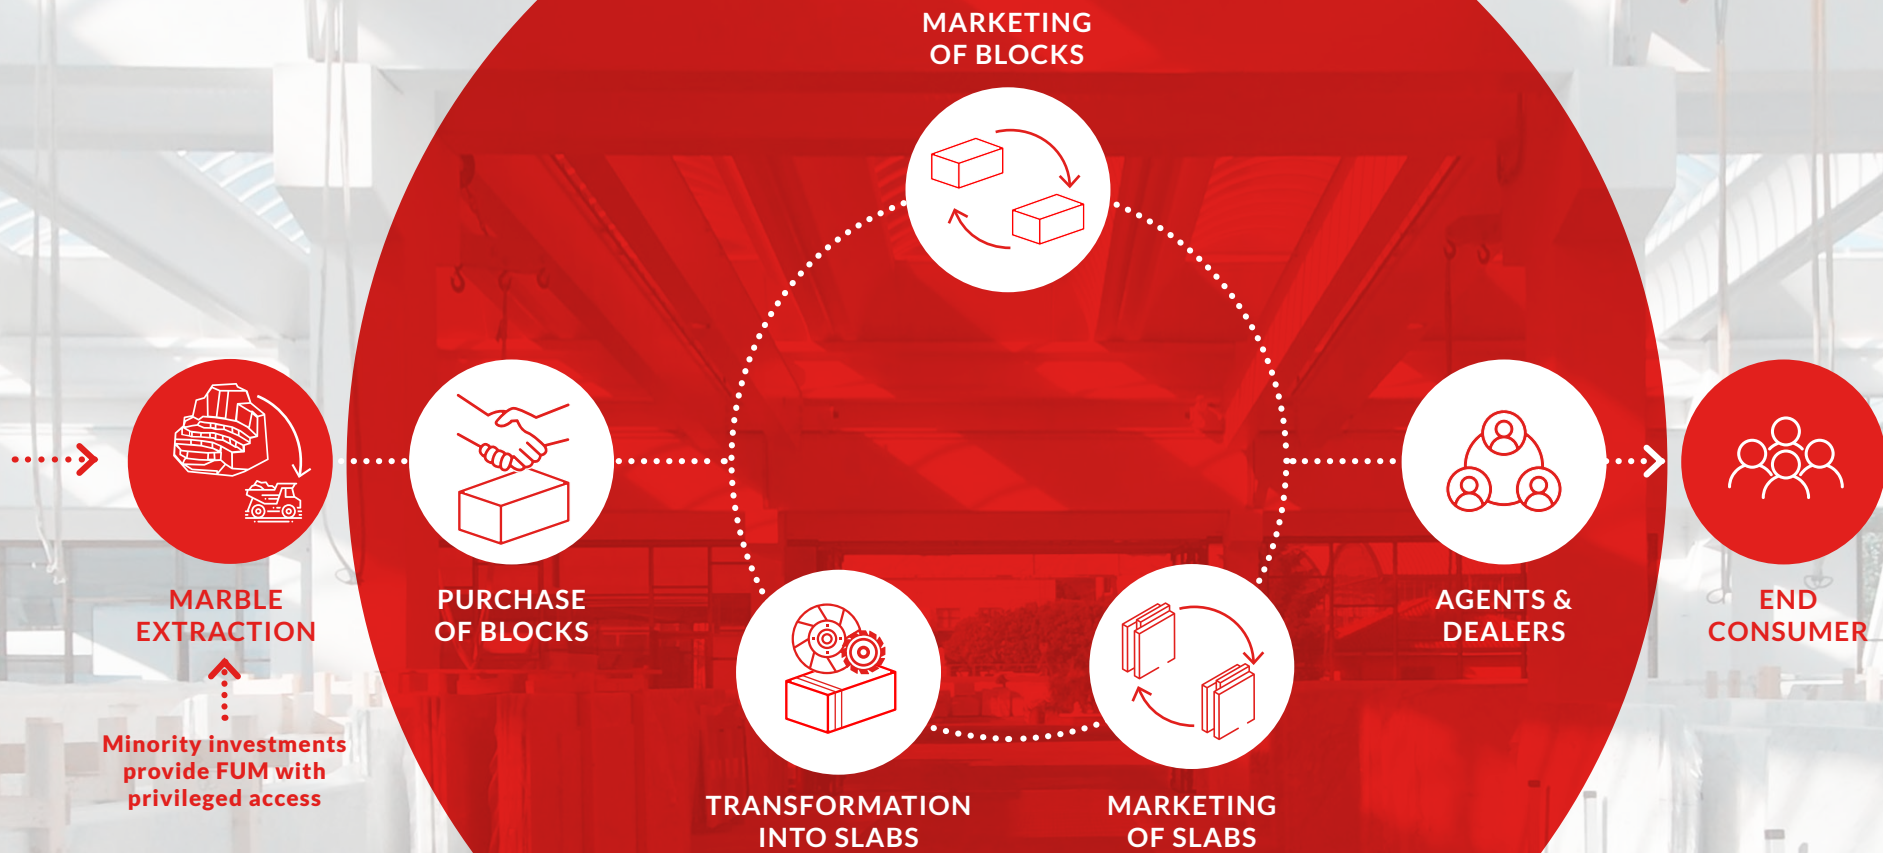 MARKETING
OF BLOCKS
MARBLE
EXTRACTION
PURCHASE
OF BLOCKS
AGENTS &
DEALERS
END
CONSUMER
Minority investments
provide FUM with
privileged access
TRANSFORMATION
INTO SLABS
MARKETING
OF SLABS